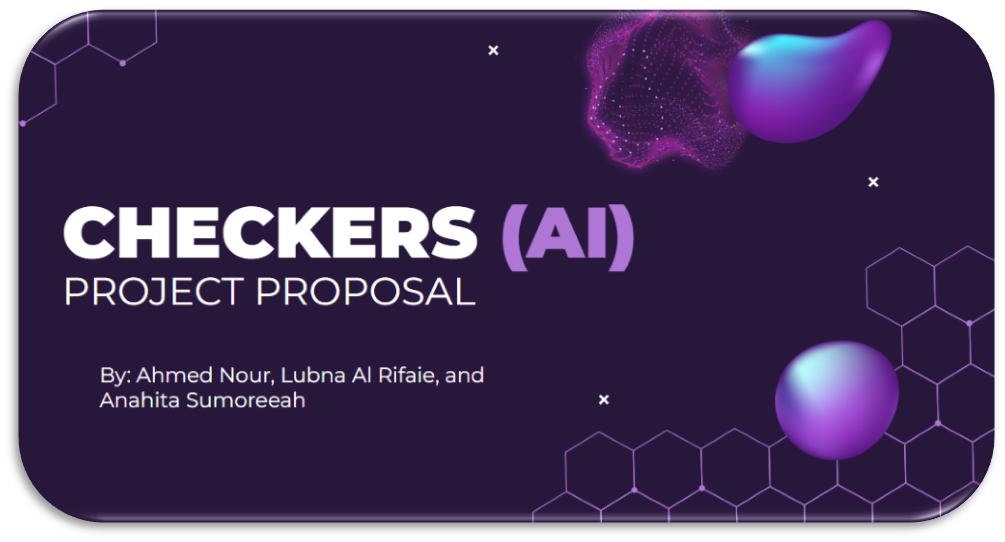 CHECKERS (AI)
PROJECT PROPOSAL
By: Ahmed Nour, Lubna Al Rifaie, and
Anahita Sumoreeah